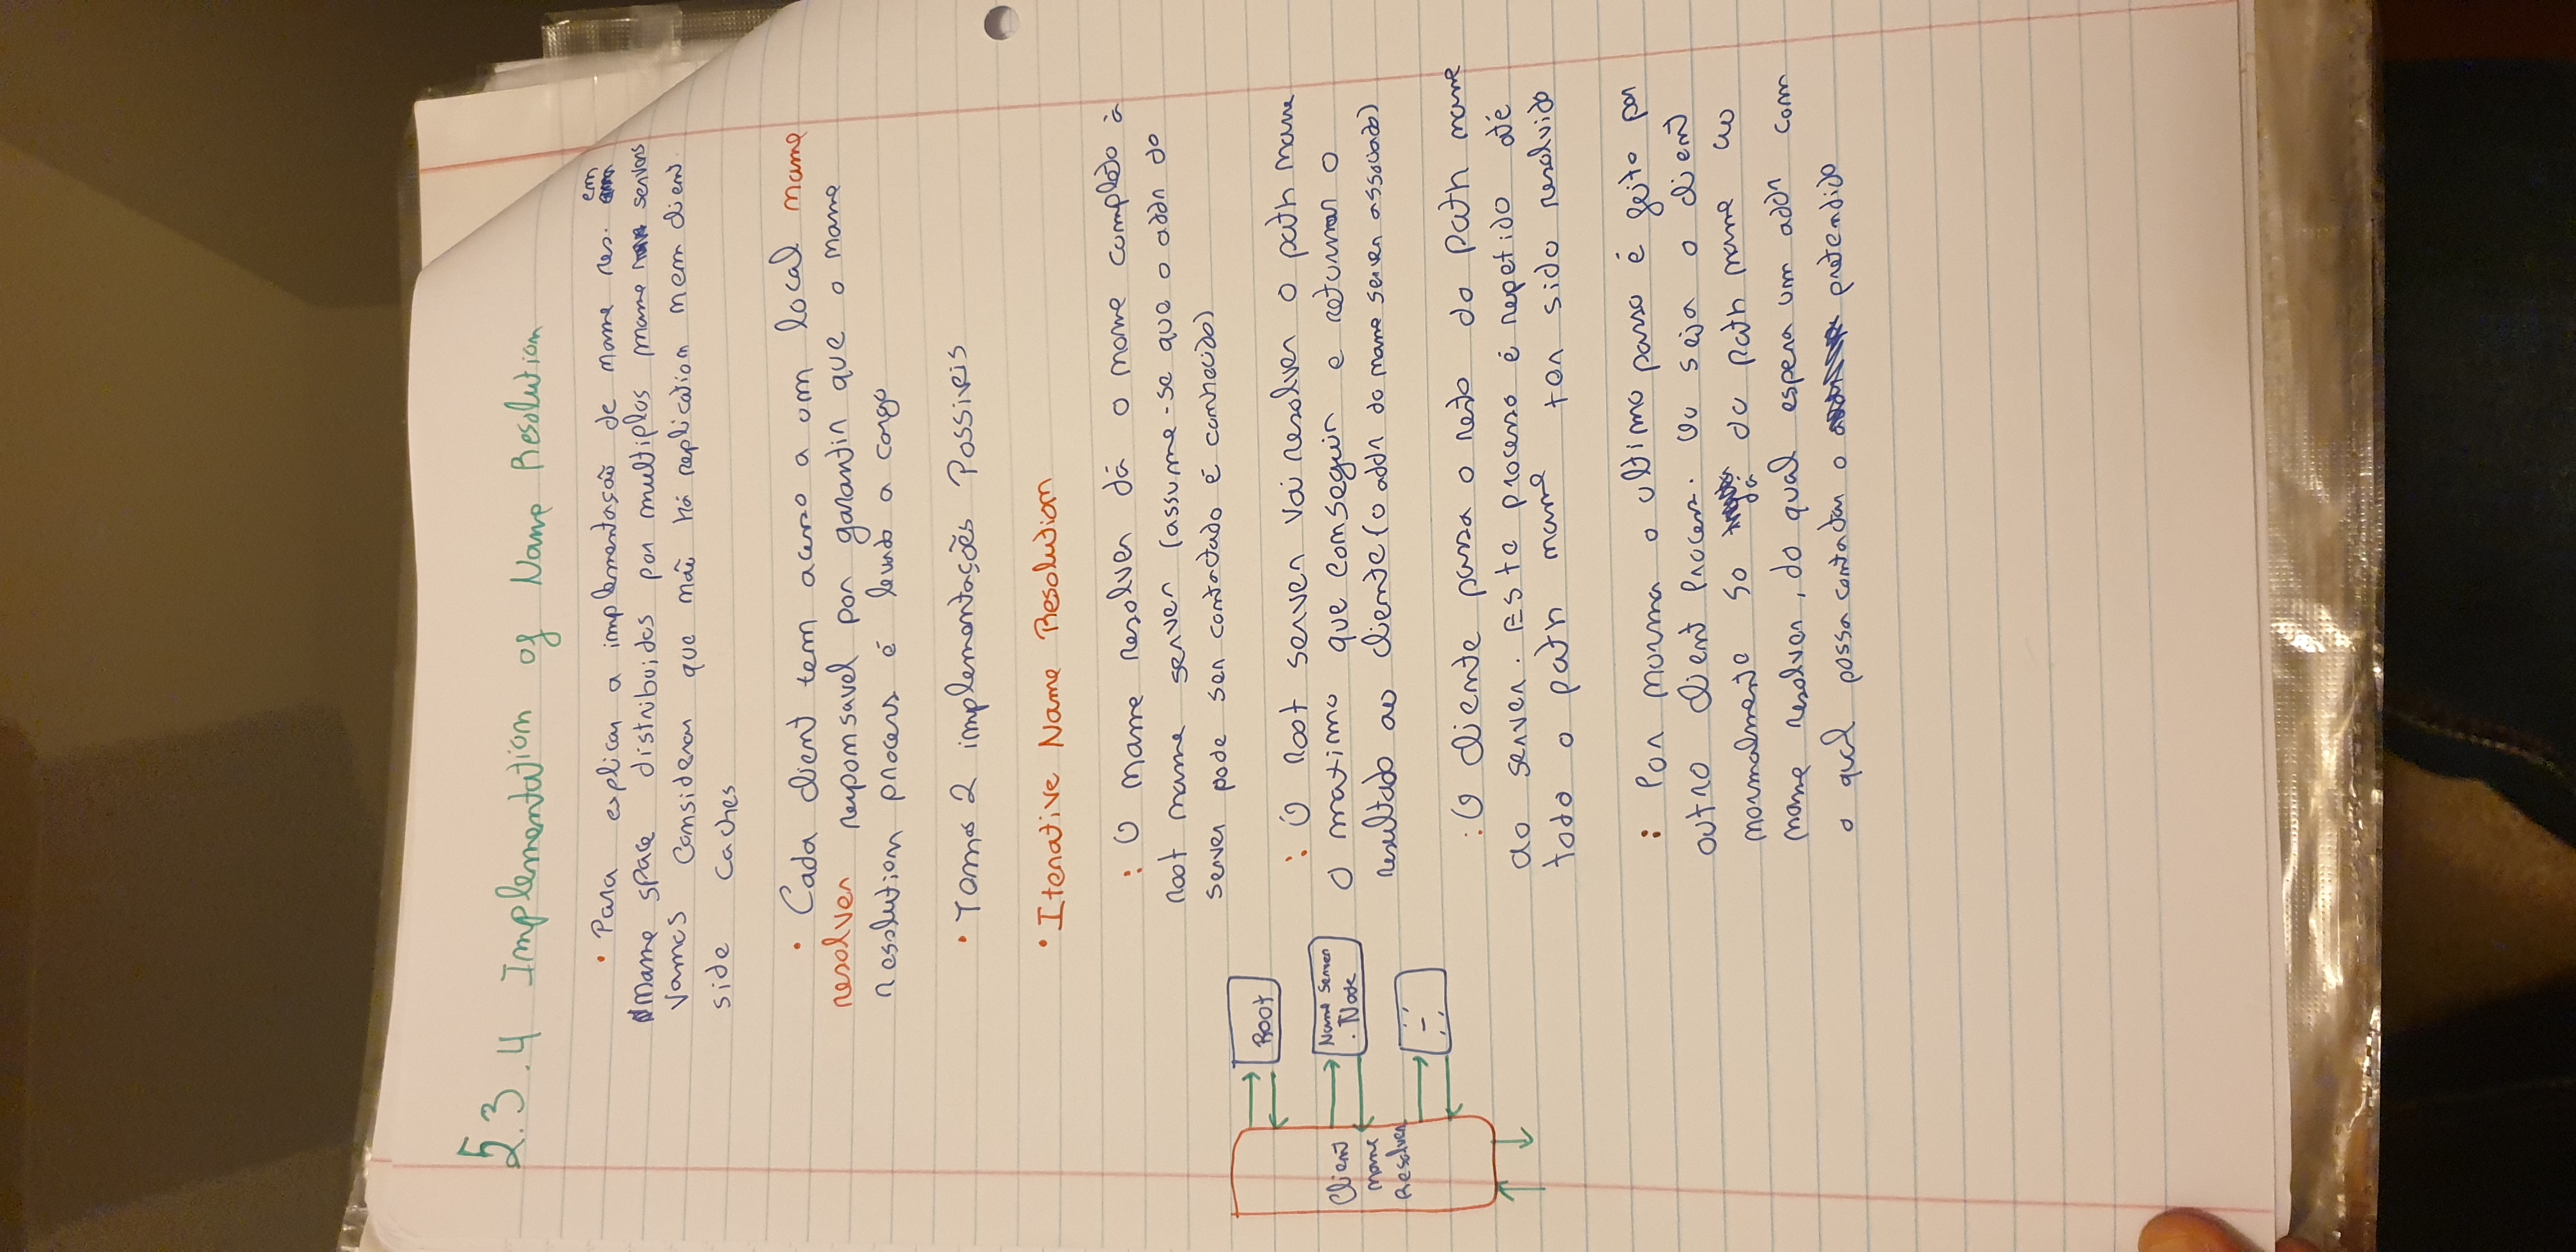 5.3.4 Implementation of Name Resolution
• Para explicar a implementação de name res. em
name space distribuidos por multiplos name servers
Vamos Considerar que não há replication nem client
side Caches
• Cada client tem acesso a um local name
resolver responsavel por garantir que o name
resolution process é levado a cargo
• Temos 2 implementações Possiveis
• Iterative Name Resolution
: O name resolver dá o nome completo à
root name server (assume-se que o addr do
server pode ser contactado é conhecido)
: O Root server vai resolver o path name
o maximo que conseguir e returnar o
resultado ao cliente (o addr do name server associado)
: O cliente passa o resto do Path name
ao server. Este processo é repetido até
todo o path name ter sido resolvido
: Por norma o ultimo passo é feito por
outro client Process. Ou seja o client
normalmente so dá do Path name ao
name resolver, do qual espera um addr com
o qual possa contactar o pretendido
Client
name
Resolver
Root
Name Server
Node